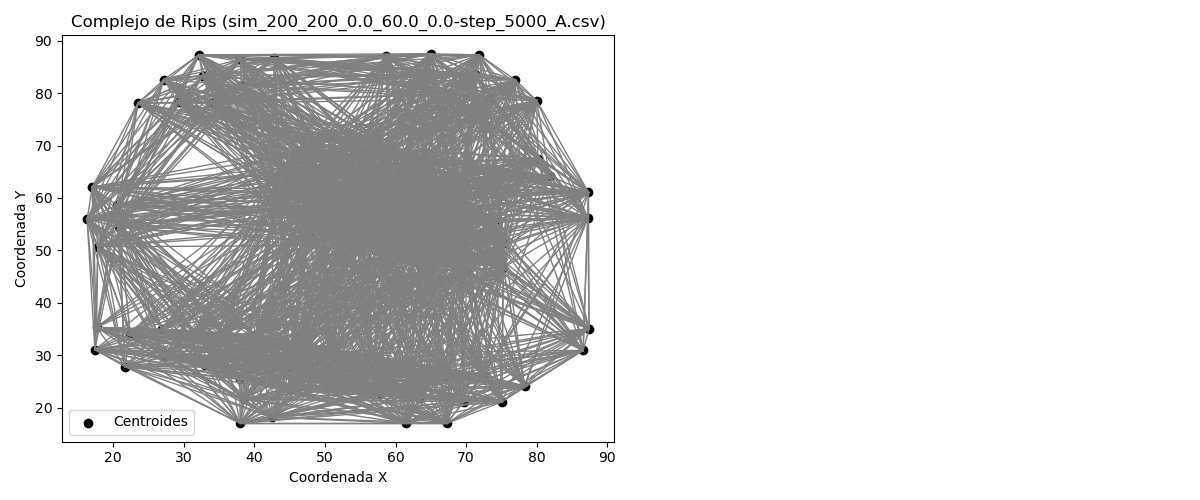 Complejo de Rips (sim_200_200_0.0_60.0_0.0-step_5000_A.csv)
90
80
70
60
50
40
30
20
Coordenada Y
Centroides
20 30 40 50 60 70 80 90
Coordenada X